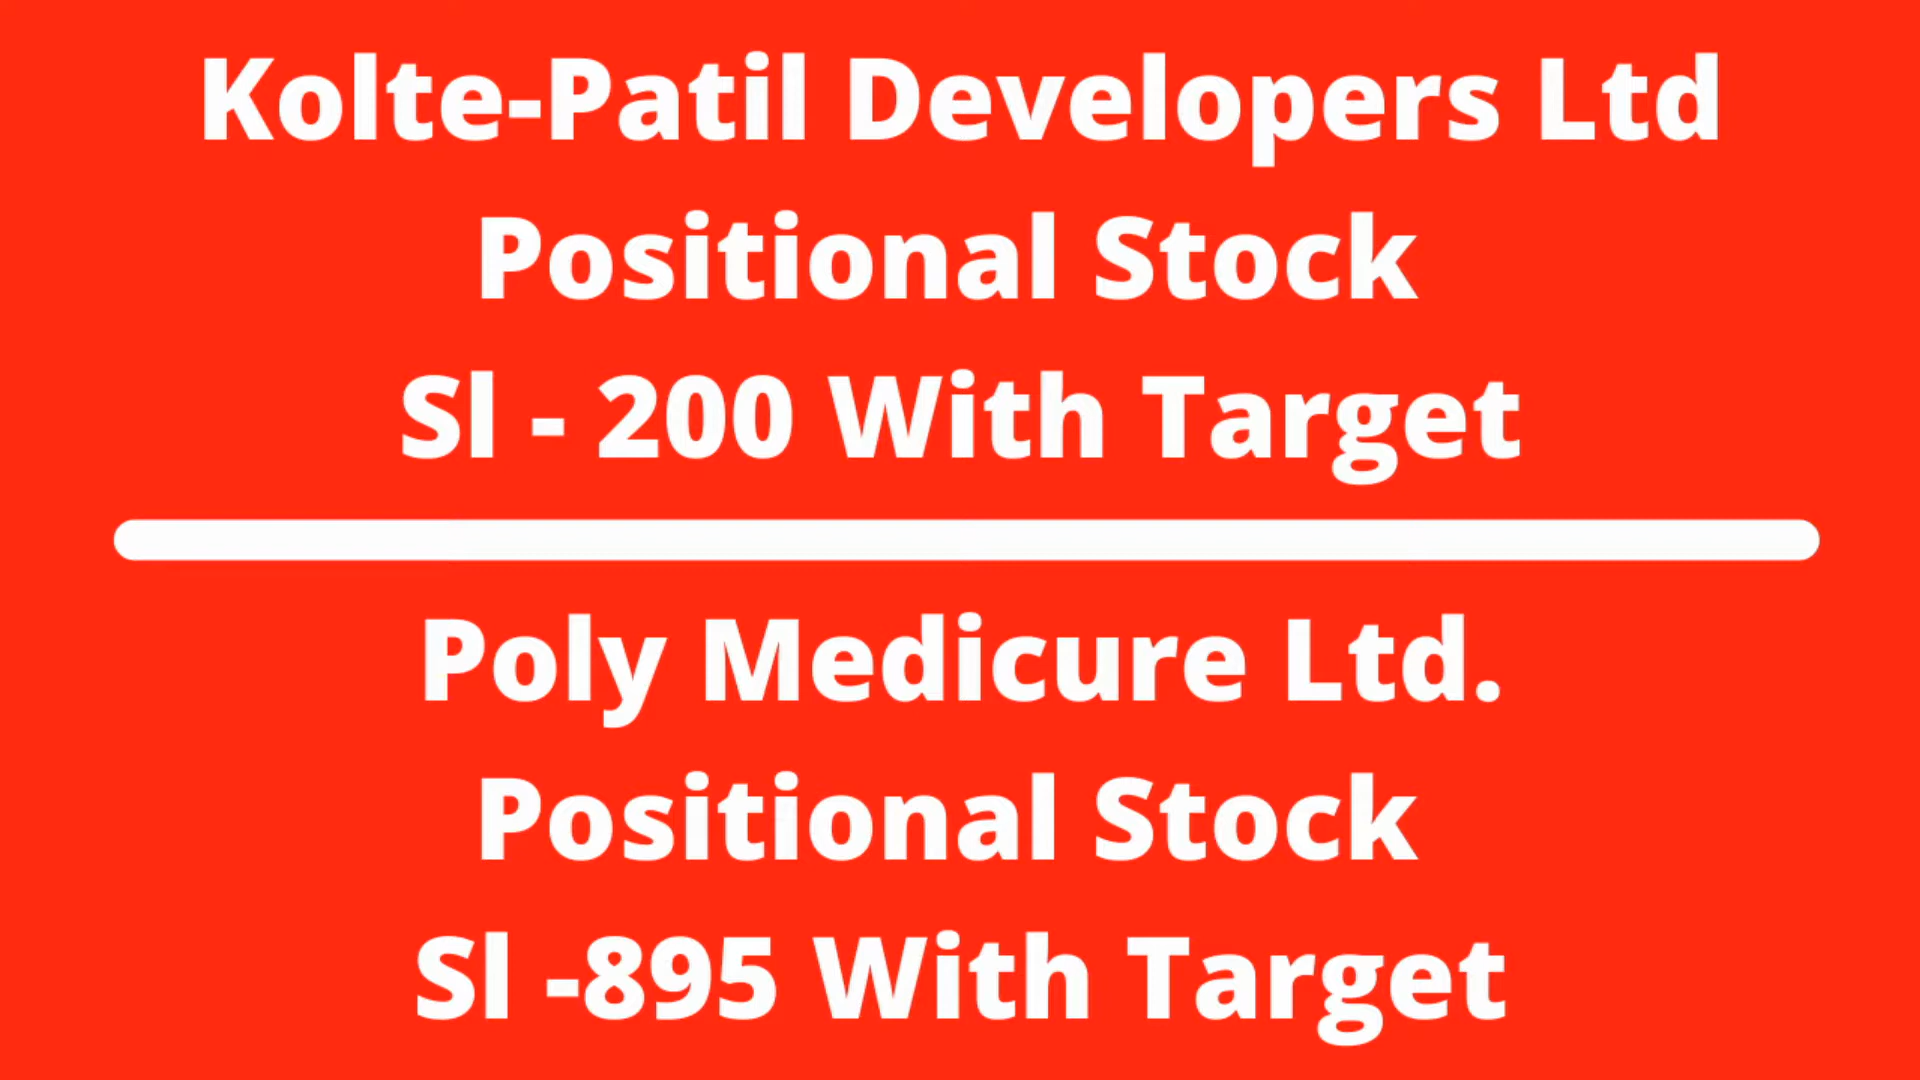 Kolte-Patil Developers Ltd
Positional Stock
Sl - 200 With Target
Poly Medicure Ltd.
Positional Stock
Sl -895 With Target